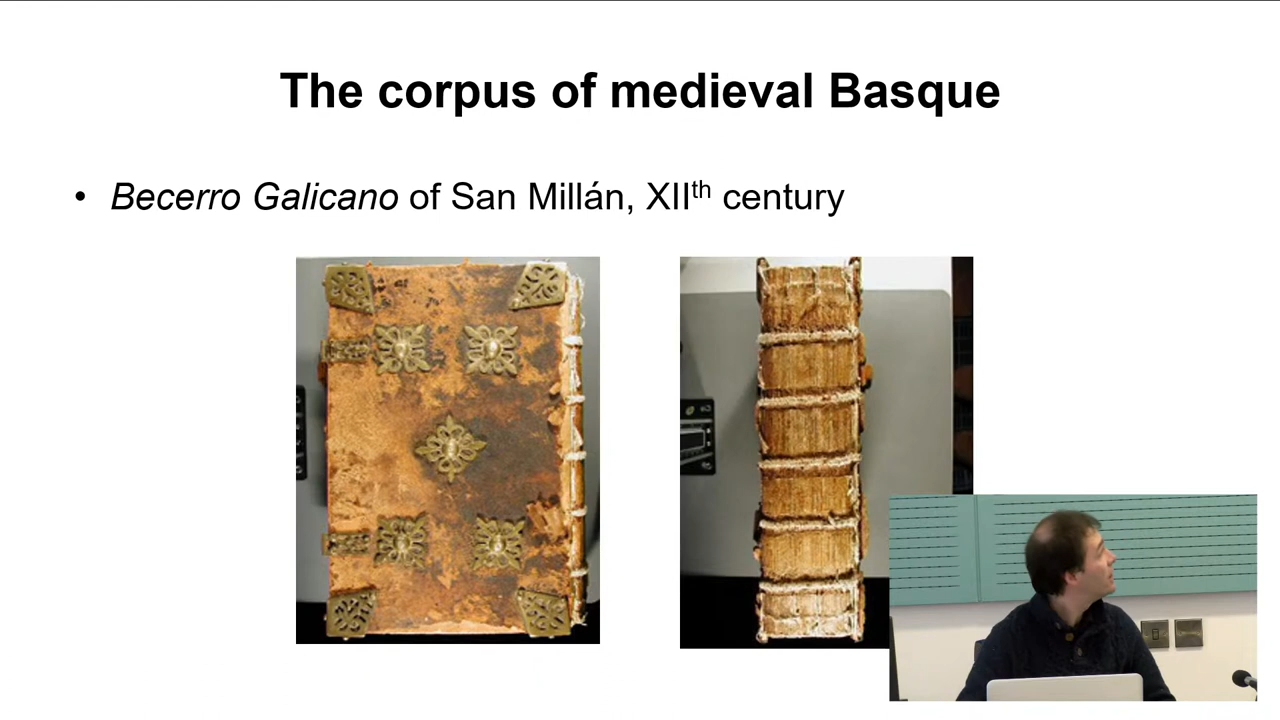 The corpus of medieval Basque
• Becerro Galicano of San Millán, XIIth century